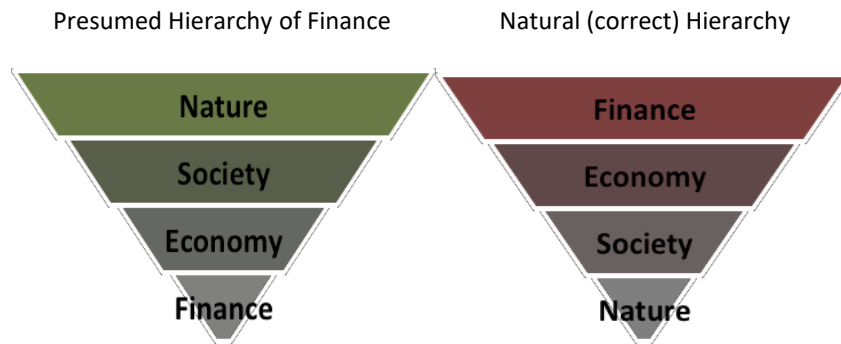 Presumed Hierarchy of Finance
Nature
Society
Economy
Finance
Natural (correct) Hierarchy
Finance
Economy
Society
Nature